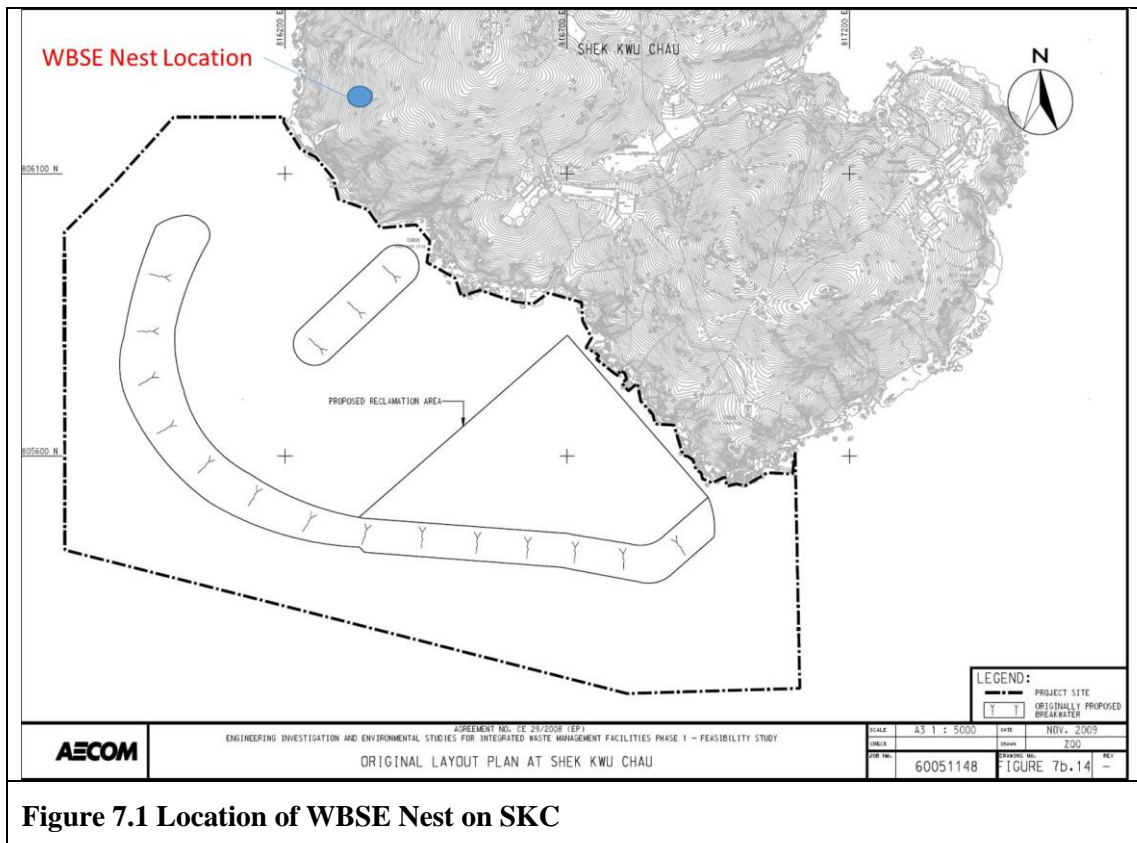 816200 E
816700 E
817200 E
SHEK KWU CHAU
WBSE Nest Location
N
806100 N
PROPOSED RECLAMATION AREA
805600 N
LEGEND:
PROJECT SITE
ORIGINALLY PROPOSED
BREAKWATER
AECOM
AGREEMENT NO. CE 29/2008 (EP)
ENGINEERING INVESTIGATION AND ENVIRONMENTAL STUDIES FOR INTEGRATED WASTE MANAGEMENT FACILITIES PHASE 1 – FEASIBILITY STUDY
ORIGINAL LAYOUT PLAN AT SHEK KWU CHAU
SCALE A3 1 : 5000 DATE NOV. 2009
CHECK DRAWN ZQQ
JOB No. 60051148 DRAWING No. FIGURE 7b.14 REV -
Figure 7.1 Location of WBSE Nest on SKC